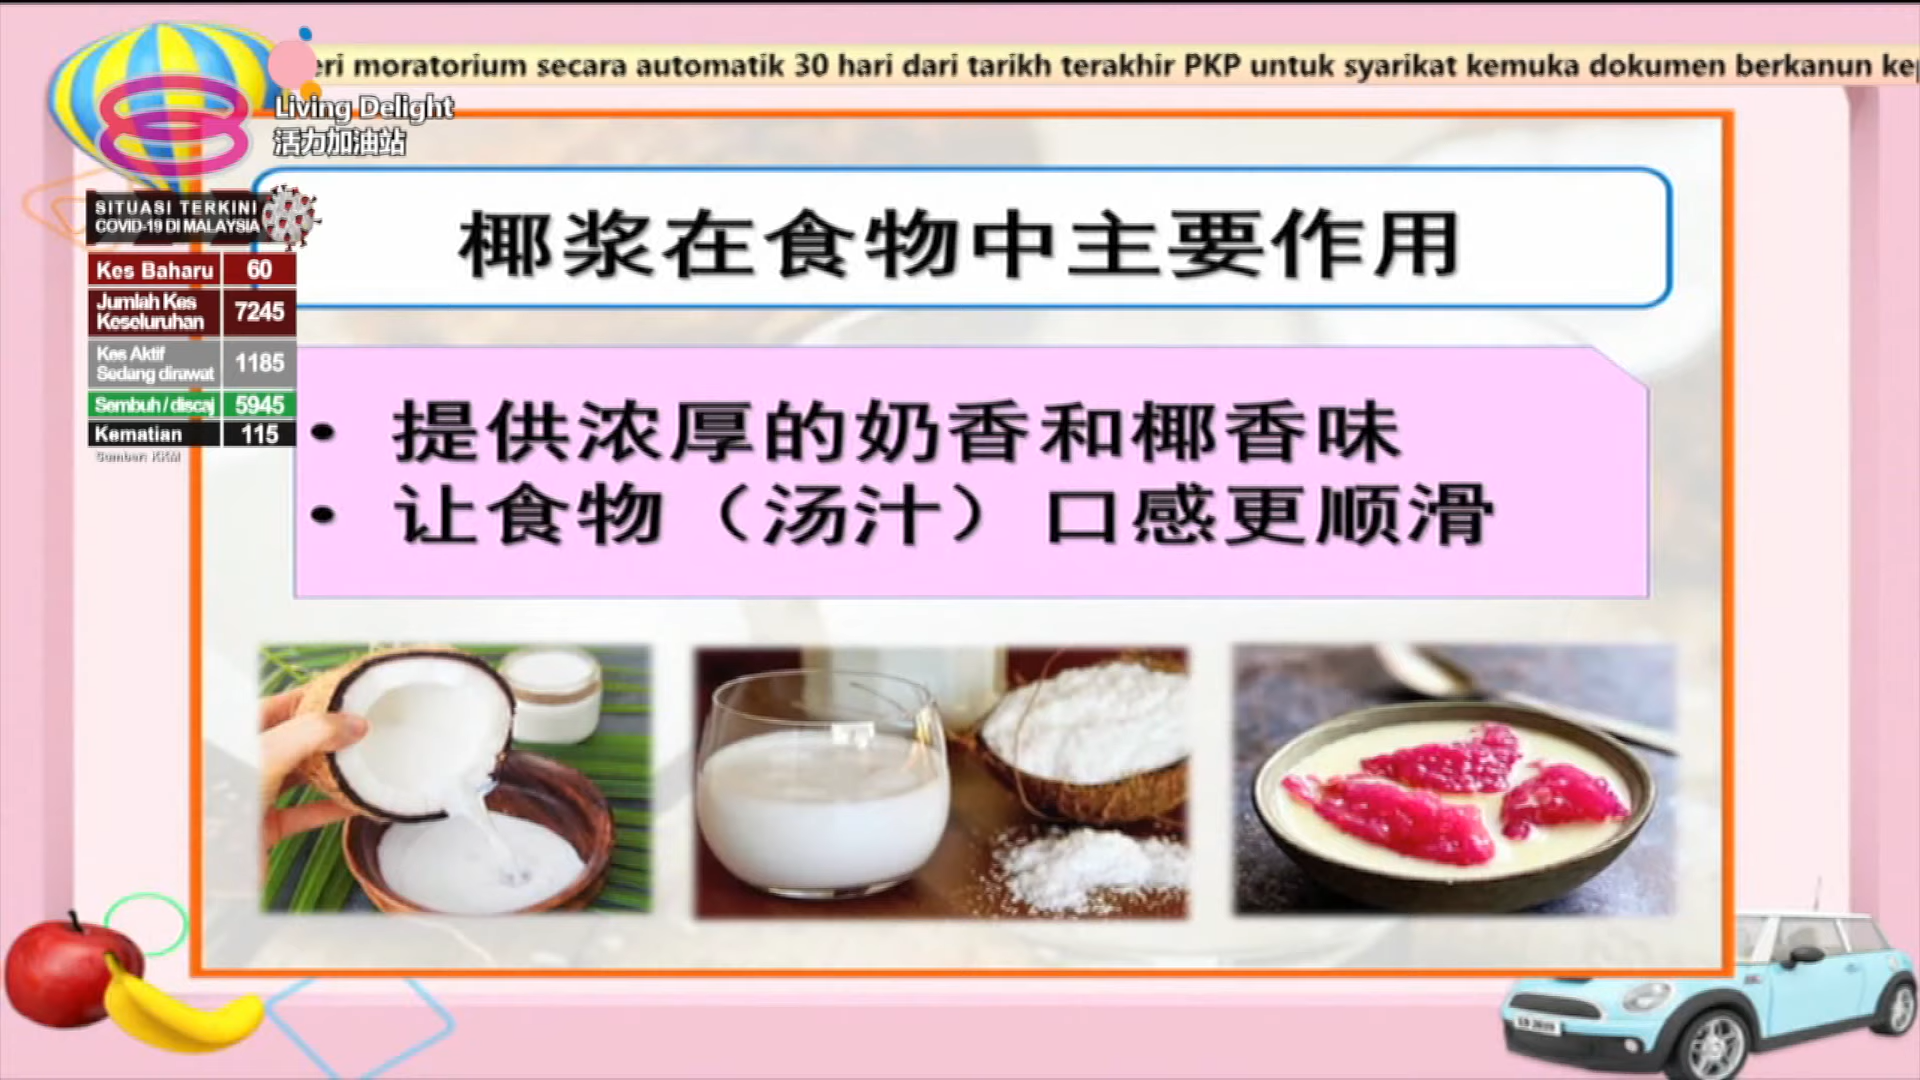 eri moratorium secara automatik 30 hari dari tarikh terakhir PKP untuk syarikat kemuka dokumen berkanun
Living Delight
活力加油站
SITUASI TERKINI
COVID-19 DI MALAYSIA
Kes Baharu 60
Jumlah Kes
Keseluruhan 7245
Kes Aktif
Sedang dirawat 1185
Sembuh / discaj 5945
Kematian 115
Sumber: KKM
椰浆在食物中主要作用
• 提供浓厚的奶香和椰香味
• 让食物（汤汁）口感更顺滑